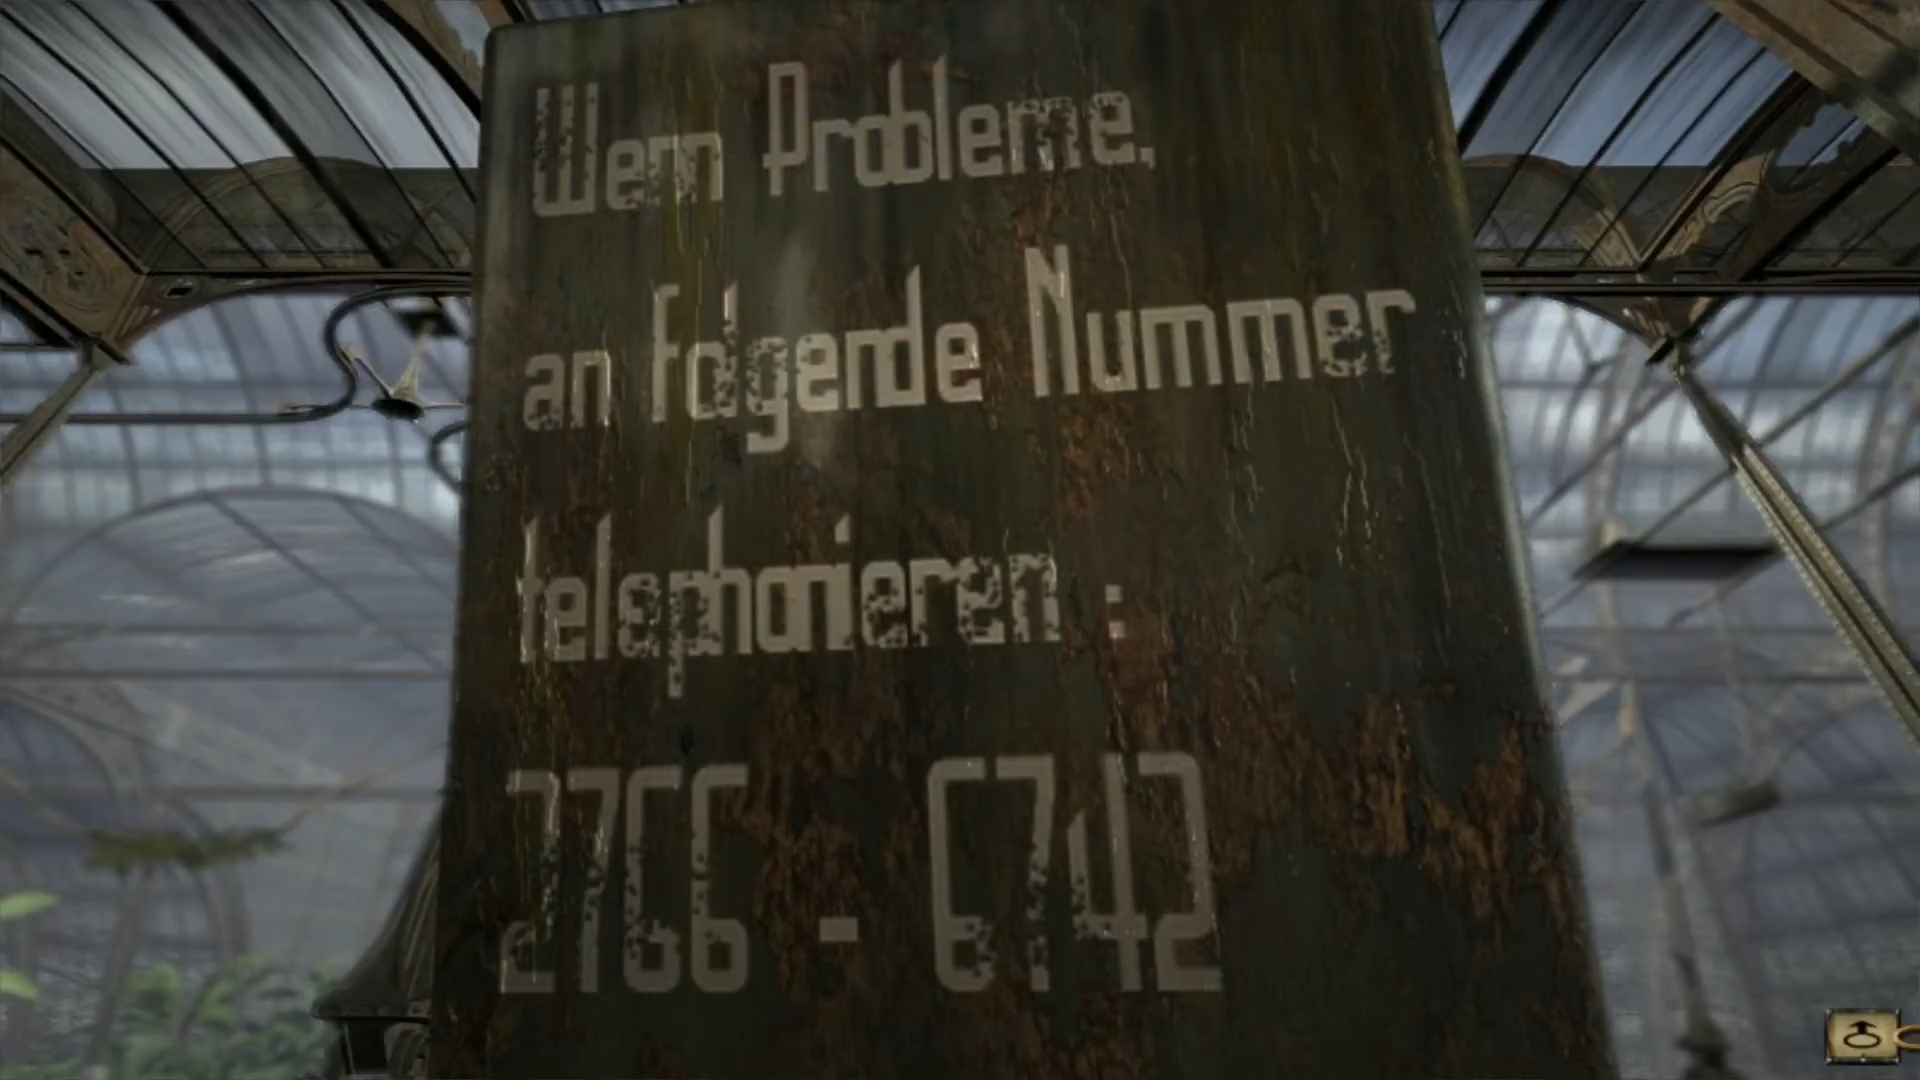 Wenn Probleme,
an folgende Nummer
telephonieren :
2766 - 6742